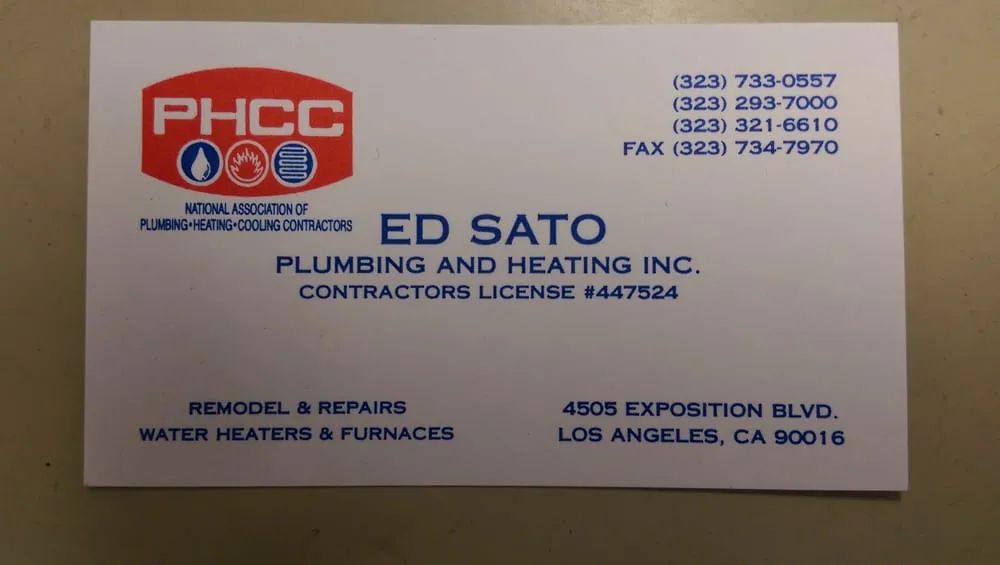 PHCC
NATIONAL ASSOCIATION OF
PLUMBING•HEATING•COOLING CONTRACTORS
(323) 733-0557
(323) 293-7000
(323) 321-6610
FAX (323) 734-7970
ED SATO
PLUMBING AND HEATING INC.
CONTRACTORS LICENSE #447524
REMODEL & REPAIRS
WATER HEATERS & FURNACES
4505 EXPOSITION BLVD.
LOS ANGELES, CA 90016